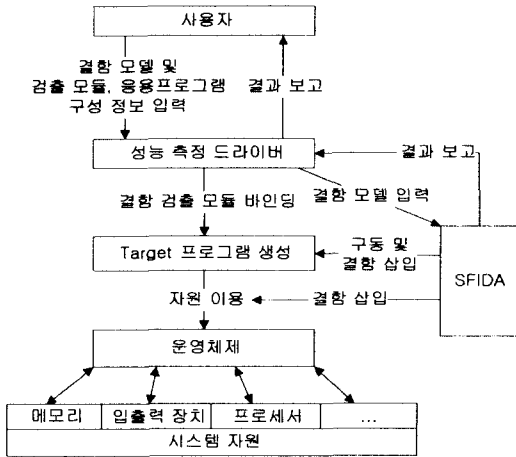 사용자
결함 모델 및
검출 모듈, 응용프로그램
구성 정보 입력
결과 보고
성능 측정 드라이버
결과 보고
결함 검출 모듈 바인딩
결함 모델 입력
Target 프로그램 생성
구동 및
결함 삽입
SFIDA
자원 이용
결함 삽입
운영체제
메모리
입출력 장치
프로세서
...
시스템 자원